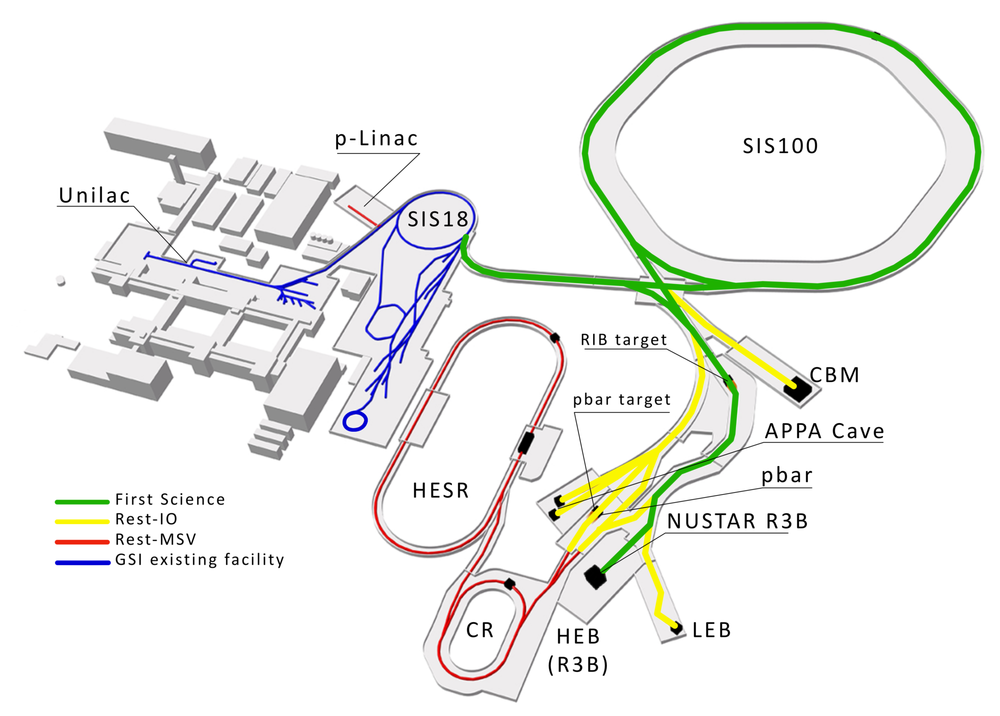 SIS100
p-Linac
Unilac
SIS18
RIB target
CBM
pbar target
APPA Cave
pbar
HESR
NUSTAR R3B
First Science
Rest-IO
Rest-MSV
GSI existing facility
CR
HEB
(R3B)
LEB